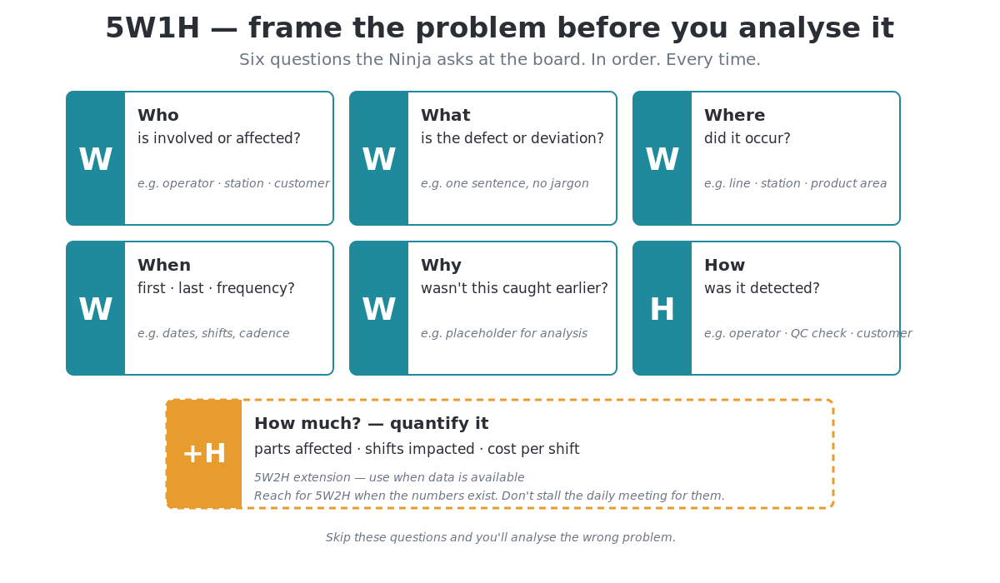 5W1H — frame the problem before you analyse it
Six questions the Ninja asks at the board. In order. Every time.
W
Who
is involved or affected?
e.g. operator · station · customer
W
What
is the defect or deviation?
e.g. one sentence, no jargon
W
Where
did it occur?
e.g. line · station · product area
W
When
first · last · frequency?
e.g. dates, shifts, cadence
W
Why
wasn't this caught earlier?
e.g. placeholder for analysis
H
How
was it detected?
e.g. operator · QC check · customer
+H
How much? — quantify it
parts affected · shifts impacted · cost per shift
5W2H extension — use when data is available
Reach for 5W2H when the numbers exist. Don't stall the daily meeting for them.
Skip these questions and you'll analyse the wrong problem.